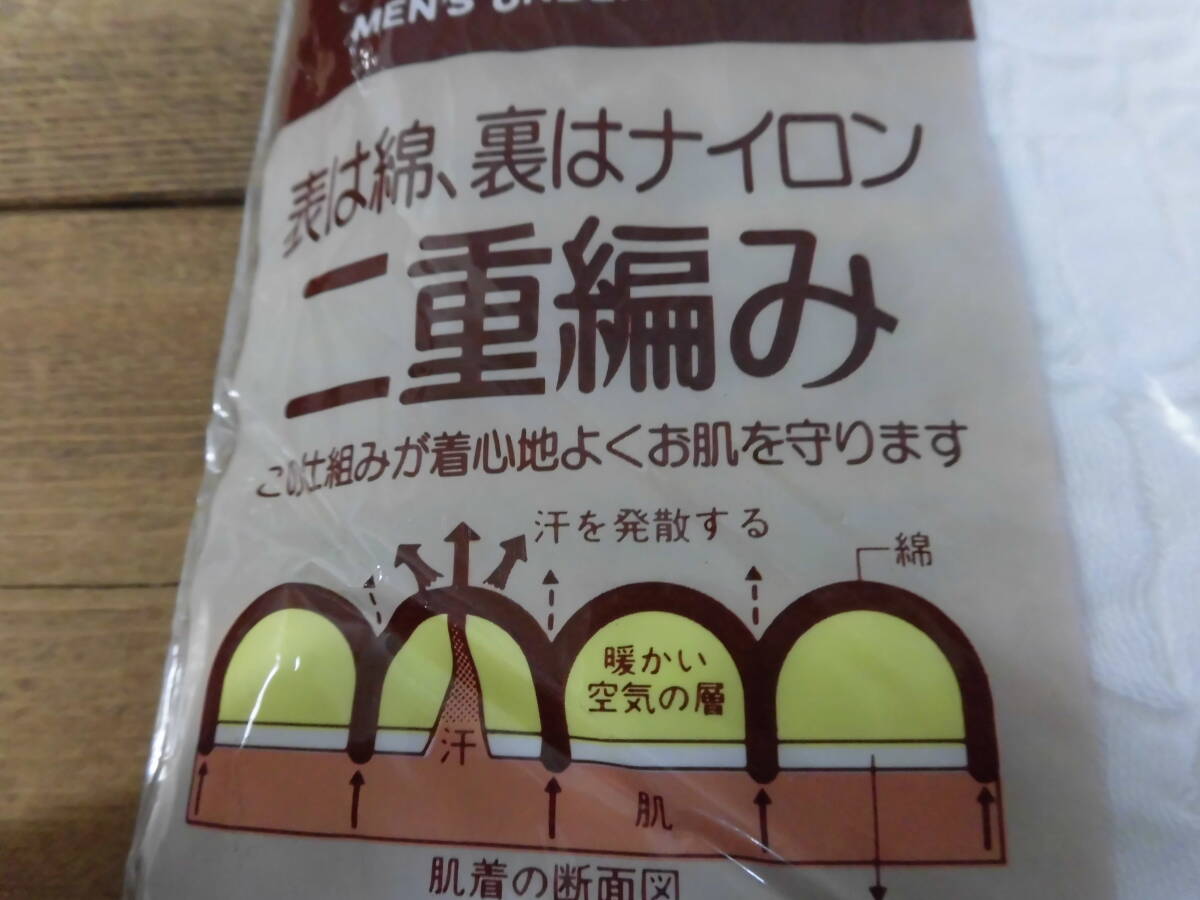 MEN'S
表は綿、裏はナイロン
二重編み
この仕組みが着心地よくお肌を守ります
汗を発散する
綿
暖かい
空気の層
汗
肌
肌着の断面図